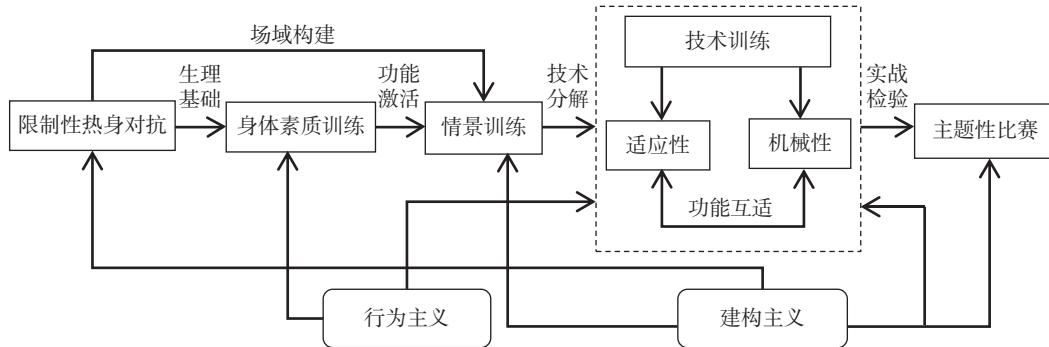 场域构建
技术训练
生理
基础
功能
激活
技术
分解
实战
检验
限制性热身对抗
身体素质训练
情景训练
适应性
机械性
主题性比赛
功能互适
行为主义
建构主义